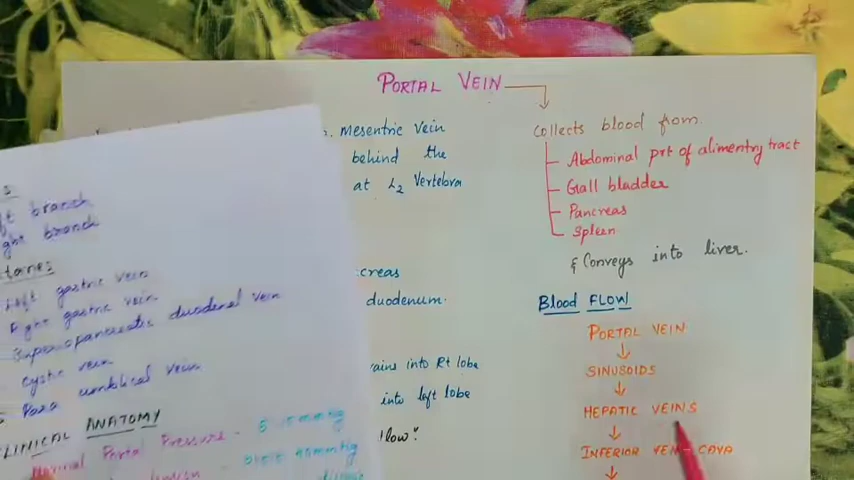 PORTAL VEIN
Collects blood from
Abdominal prt of alimentry tract
Gall bladder
Pancreas
Spleen
& Conveys into liver.
Blood FLOW
PORTAL VEIN
SINUSOIDS
HEPATIC VEINS
INFERIOR CAVA
mesentric vein
behind the
at L2 Vertebra
creas
duodenum.
rains into Rt lobe
into left lobe
flow".
ft branch
ght branch
Left gastric vein
Right gastric vein
duodenal vein
cystic vein
Para umblical vein
CLINICAL ANATOMY
Normal Portal Pressure -